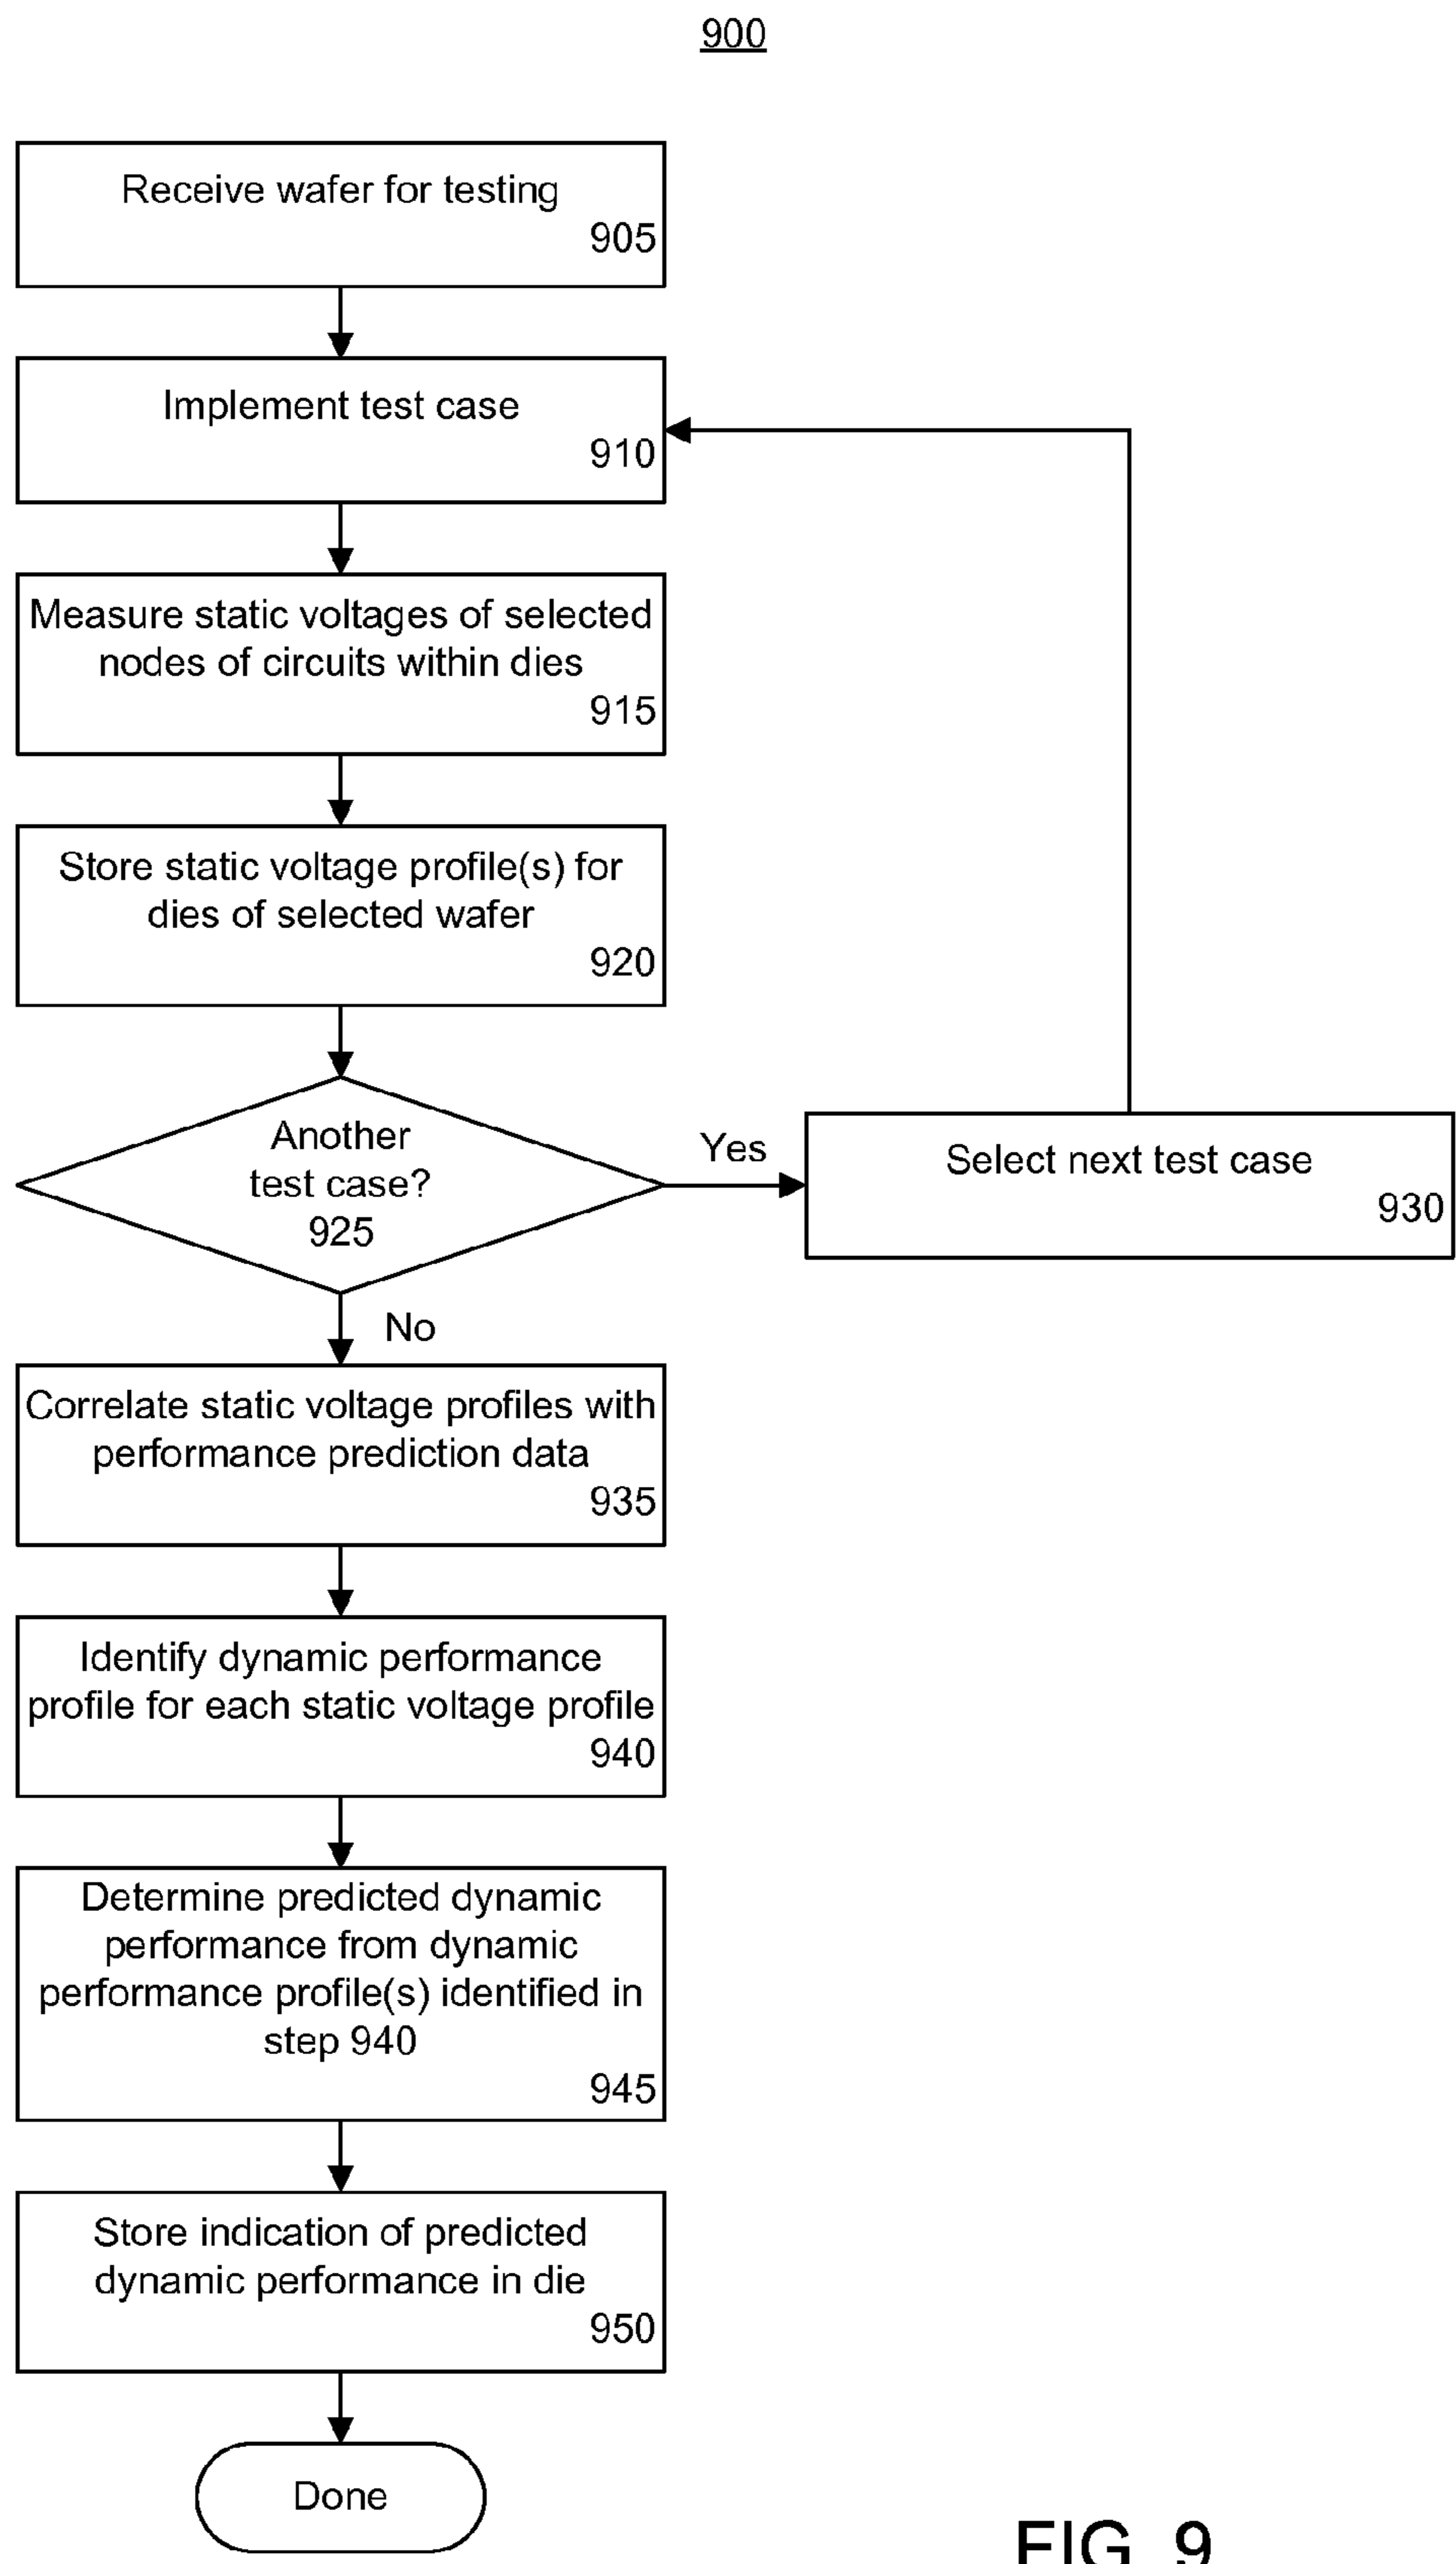 900
Receive wafer for testing
905
Implement test case
910
Measure static voltages of selected
nodes of circuits within dies
915
Store static voltage profile(s) for
dies of selected wafer
920
Another
test case?
925
Yes
Select next test case
930
No
Correlate static voltage profiles with
performance prediction data
935
Identify dynamic performance
profile for each static voltage profile
940
Determine predicted dynamic
performance from dynamic
performance profile(s) identified in
step 940
945
Store indication of predicted
dynamic performance in die
950
Done
FIG. 9